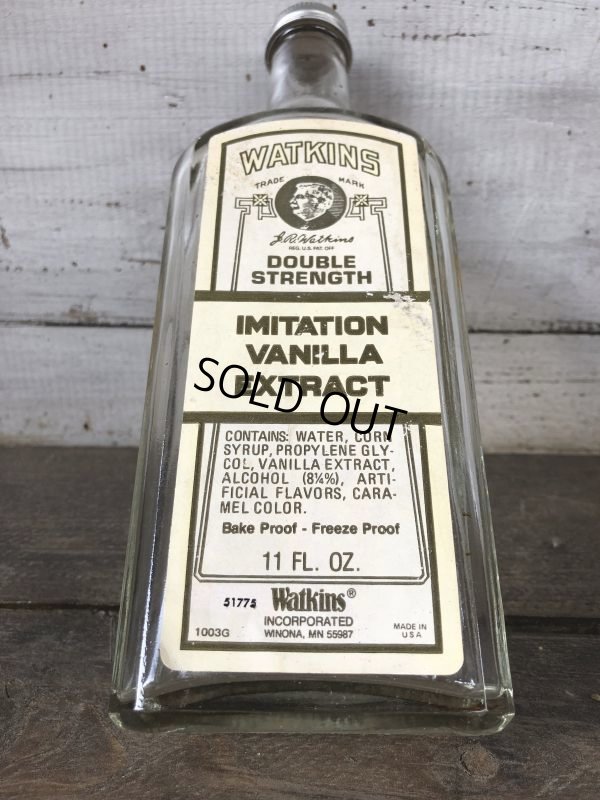 WATKINS
TRADE MARK
J.R. Watkins
REG. U.S. PAT. OFF
DOUBLE
STRENGTH
IMITATION
VANILLA
EXTRACT
SOLD OUT
CONTAINS: WATER, CORN
SYRUP, PROPYLENE GLY-
COL, VANILLA EXTRACT,
ALCOHOL (8¼%), ARTI-
FICIAL FLAVORS, CARA-
MEL COLOR.
Bake Proof - Freeze Proof
11 FL. OZ.
51775 Watkins®
INCORPORATED
1003G WINONA, MN 55987 MADE IN
USA